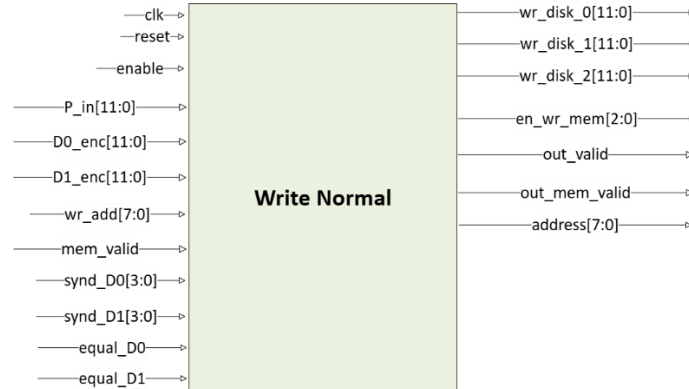 clk
reset
enable
P_in[11:0]
D0_enc[11:0]
D1_enc[11:0]
wr_add[7:0]
mem_valid
synd_D0[3:0]
synd_D1[3:0]
equal_D0
equal_D1
Write Normal
wr_disk_0[11:0]
wr_disk_1[11:0]
wr_disk_2[11:0]
en_wr_mem[2:0]
out_valid
out_mem_valid
address[7:0]